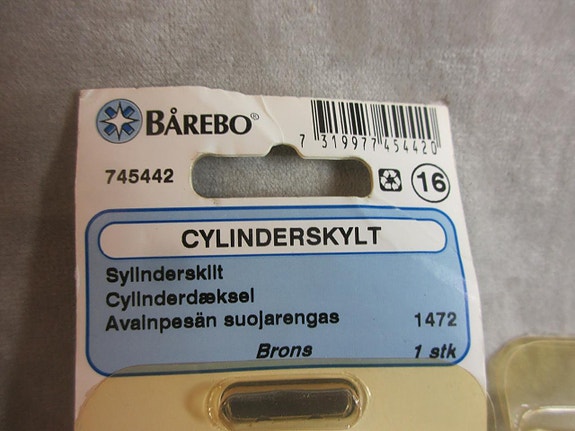 BÅREBO®
7 319977 454420
745442
16
CYLINDERSKYLT
Sylinderskilt
Cylinderdæksel
Avainpesän suojarengas 1472
Brons 1 stk